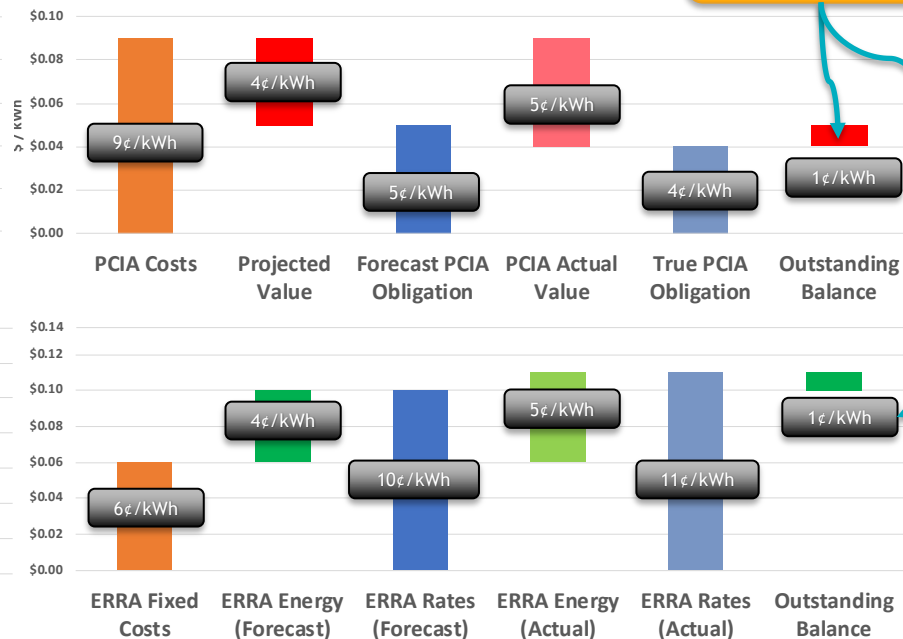 $0.10
$0.08
$0.06
$0.04
$0.02
$0.00
$ / kWh
9¢/kWh
4¢/kWh
5¢/kWh
5¢/kWh
4¢/kWh
1¢/kWh
PCIA Costs
Projected
Value
Forecast PCIA
Obligation
PCIA Actual
Value
True PCIA
Obligation
Outstanding
Balance
$0.14
$0.12
$0.10
$0.08
$0.06
$0.04
$0.02
$0.00
6¢/kWh
4¢/kWh
10¢/kWh
5¢/kWh
11¢/kWh
1¢/kWh
ERRA Fixed
Costs
ERRA Energy
(Forecast)
ERRA Rates
(Forecast)
ERRA Energy
(Actual)
ERRA Rates
(Actual)
Outstanding
Balance